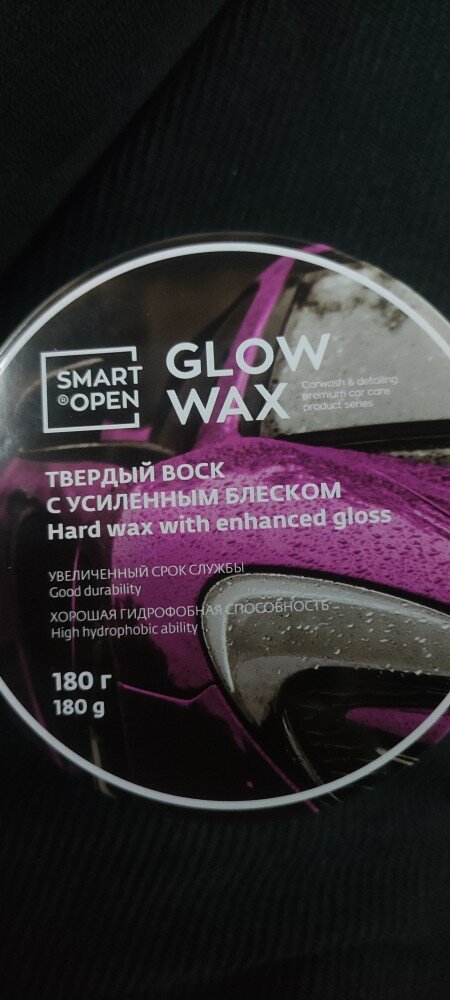 SMART
® OPEN
GLOW
WAX
Carwash & detailing
premium car care
product series
ТВЕРДЫЙ ВОСК
С УСИЛЕННЫМ БЛЕСКОМ
Hard wax with enhanced gloss
УВЕЛИЧЕННЫЙ СРОК СЛУЖБЫ
Good durability
ХОРОШАЯ ГИДРОФОБНАЯ СПОСОБНОСТЬ
High hydrophobic ability
180 г
180 g